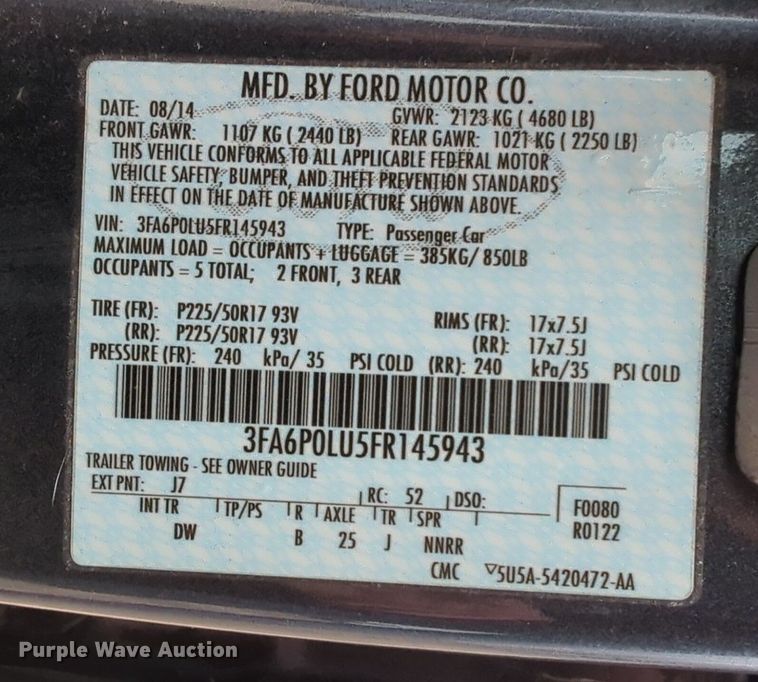 MFD. BY FORD MOTOR CO.
DATE: 08/14 GVWR: 2123 KG ( 4680 LB)
FRONT GAWR: 1107 KG ( 2440 LB) REAR GAWR: 1021 KG ( 2250 LB)
THIS VEHICLE CONFORMS TO ALL APPLICABLE FEDERAL MOTOR
VEHICLE SAFETY, BUMPER, AND THEFT PREVENTION STANDARDS
IN EFFECT ON THE DATE OF MANUFACTURE SHOWN ABOVE.
VIN: 3FA6P0LU5FR145943 TYPE: Passenger Car
MAXIMUM LOAD = OCCUPANTS + LUGGAGE = 385KG/ 850LB
OCCUPANTS = 5 TOTAL; 2 FRONT, 3 REAR
TIRE (FR): P225/50R17 93V RIMS (FR): 17x7.5J
(RR): P225/50R17 93V (RR): 17x7.5J
PRESSURE (FR): 240 kPa/ 35 PSI COLD (RR): 240 kPa/35 PSI COLD
3FA6P0LU5FR145943
TRAILER TOWING - SEE OWNER GUIDE
EXT PNT: J7 RC: 52 DSO: F0080
INT TR TP/PS R AXLE TR SPR R0122
DW B 25 J NNRR
CMC 5U5A-5420472-AA
Purple Wave Auction